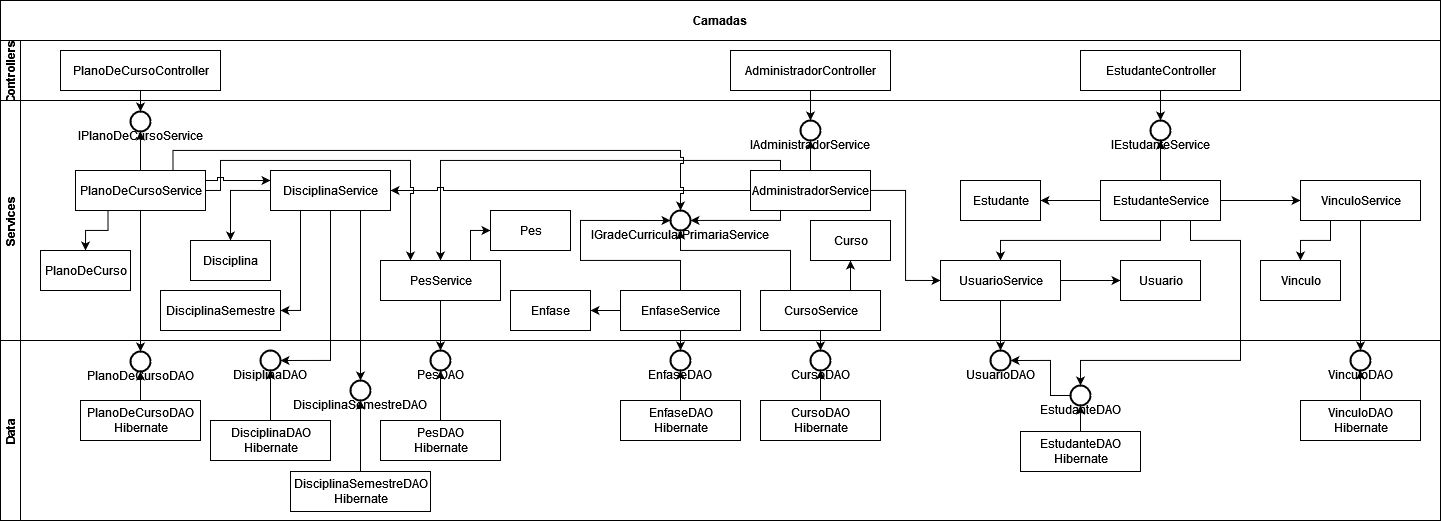 Camadas
Controllers
PlanoDeCursoController
AdministradorController
EstudanteController
Services
IPlanoDeCursoService
IAdministradorService
IEstudanteService
PlanoDeCursoService
DisciplinaService
AdministradorService
Estudante
EstudanteService
VinculoService
Pes
IGradeCurricularPrimariaService
Curso
PlanoDeCurso
Disciplina
PesService
UsuarioService
Usuario
Vinculo
DisciplinaSemestre
Enfase
EnfaseService
CursoService
Data
PlanoDeCursoDAO
DisiplinaDAO
PesDAO
EnfaseDAO
CursoDAO
UsuarioDAO
VinculoDAO
DisciplinaSemestreDAO
EstudanteDAO
PlanoDeCursoDAO
Hibernate
DisciplinaDAO
Hibernate
PesDAO
Hibernate
EnfaseDAO
Hibernate
CursoDAO
Hibernate
EstudanteDAO
Hibernate
VinculoDAO
Hibernate
DisciplinaSemestreDAO
Hibernate